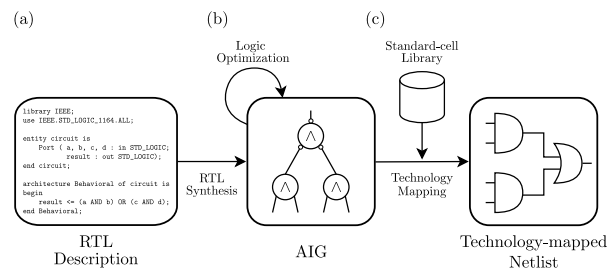 (a)
(b)
(c)
Logic
Optimization
Standard-cell
Library
library IEEE;
use IEEE.STD_LOGIC_1164.ALL;
entity circuit is
Port ( a, b, c, d : in STD_LOGIC;
result : out STD_LOGIC);
end circuit;
architecture Behavioral of circuit is
begin
result <= (a AND b) OR (c AND d);
end Behavioral;
RTL
Synthesis
∧
∧
∧
Technology
Mapping
RTL
Description
AIG
Technology-mapped
Netlist